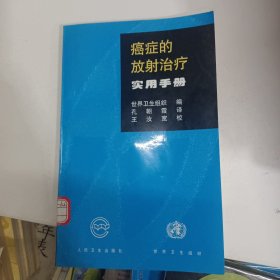 癌症的
放射治疗
实用手册
世界卫生组织 编
孔朝霞 译
王汝宽 校
人民卫生出版社
世界卫生组织